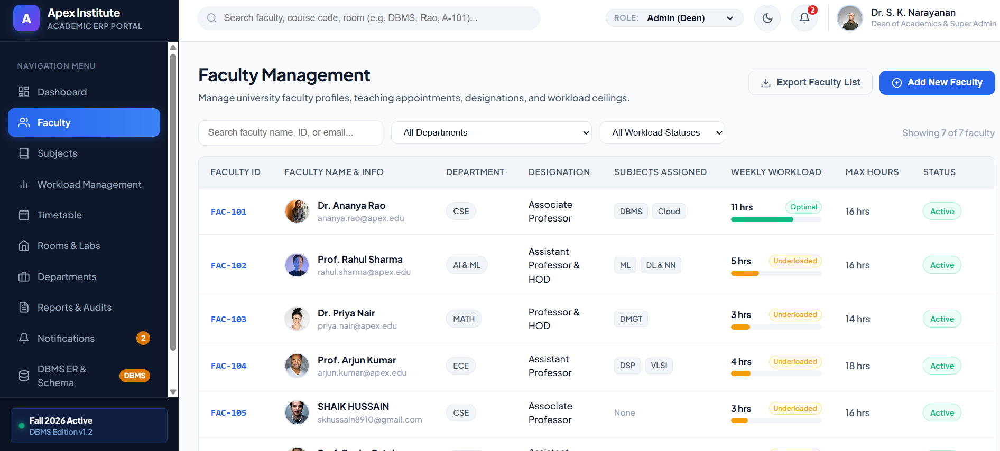 A
Apex Institute
ACADEMIC ERP PORTAL
Search faculty, course code, room (e.g. DBMS, Rao, A-101)...
ROLE: Admin (Dean)
2
Dr. S. K. Narayanan
Dean of Academics & Super Admin
NAVIGATION MENU
Dashboard
Faculty
Subjects
Workload Management
Timetable
Rooms & Labs
Departments
Reports & Audits
Notifications 2
DBMS ER &
Schema
DBMS
Fall 2026 Active
DBMS Edition v1.2
Faculty Management
Manage university faculty profiles, teaching appointments, designations, and workload ceilings.
Export Faculty List
Add New Faculty
Search faculty name, ID, or email...
All Departments
All Workload Statuses
Showing 7 of 7 faculty
FACULTY ID FACULTY NAME & INFO DEPARTMENT DESIGNATION SUBJECTS ASSIGNED WEEKLY WORKLOAD MAX HOURS STATUS
FAC-101
Dr. Ananya Rao
ananya.rao@apex.edu
CSE
Associate
Professor
DBMS Cloud
11 hrs Optimal
16 hrs
Active
FAC-102
Prof. Rahul Sharma
rahul.sharma@apex.edu
AI & ML
Assistant
Professor &
HOD
ML DL & NN
5 hrs Underloaded
16 hrs
Active
FAC-103
Dr. Priya Nair
priya.nair@apex.edu
MATH
Professor &
HOD
DMGT
3 hrs Underloaded
14 hrs
Active
FAC-104
Prof. Arjun Kumar
arjun.kumar@apex.edu
ECE
Assistant
Professor
DSP VLSI
4 hrs Underloaded
18 hrs
Active
FAC-105
SHAIK HUSSAIN
skhussain8910@gmail.com
CSE
Associate
Professor
None
3 hrs Underloaded
16 hrs
Active